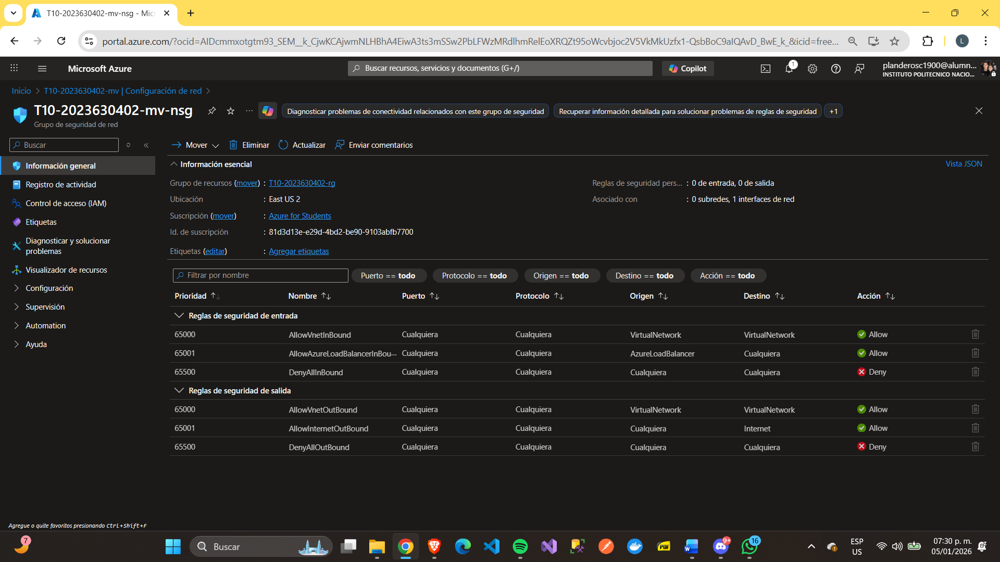 T10-2023630402-mv-nsg - Mic
portal.azure.com/?ocid=AIDcmmxotgtm93_SEM__k_CjwKCAjwmNLHBhA4EiwA3ts3mSSw2PbLFWzMRdlhmRelEoXRQZt95oWcvbjoc2V5VkMkUzfx1-QsbBoC9aIQAvD_BwE_k_&icid=free...
L
Microsoft Azure
Buscar recursos, servicios y documentos (G+/)
Copilot
1
planderosc1900@alumn...
INSTITUTO POLITECNICO NACIO...
Inicio > T10-2023630402-mv | Configuración de red >
T10-2023630402-mv-nsg
Grupo de seguridad de red
Diagnosticar problemas de conectividad relacionados con este grupo de seguridad
Recuperar información detallada para solucionar problemas de reglas de seguridad
+1
Buscar
Mover
Eliminar
Actualizar
Enviar comentarios
Información general
Registro de actividad
Control de acceso (IAM)
Etiquetas
Diagnosticar y solucionar
problemas
Visualizador de recursos
Configuración
Supervisión
Automation
Ayuda
Información esencial
Vista JSON
Grupo de recursos (mover) : T10-2023630402-rg
Ubicación : East US 2
Suscripción (mover) : Azure for Students
Id. de suscripción : 81d3d13e-e29d-4bd2-be90-9103abfb7700
Etiquetas (editar) : Agregar etiquetas
Reglas de seguridad pers... : 0 de entrada, 0 de salida
Asociado con : 0 subredes, 1 interfaces de red
Filtrar por nombre
Puerto == todo
Protocolo == todo
Origen == todo
Destino == todo
Acción == todo
Prioridad Nombre Puerto Protocolo Origen Destino Acción
Reglas de seguridad de entrada
65000 AllowVnetInBound Cualquiera Cualquiera VirtualNetwork VirtualNetwork Allow
65001 AllowAzureLoadBalancerInBou... Cualquiera Cualquiera AzureLoadBalancer Cualquiera Allow
65500 DenyAllInBound Cualquiera Cualquiera Cualquiera Cualquiera Deny
Reglas de seguridad de salida
65000 AllowVnetOutBound Cualquiera Cualquiera VirtualNetwork VirtualNetwork Allow
65001 AllowInternetOutBound Cualquiera Cualquiera Cualquiera Internet Allow
65500 DenyAllOutBound Cualquiera Cualquiera Cualquiera Cualquiera Deny
Agregue o quite favoritos presionando Ctrl+Shift+F
7
Buscar
PDF
W
9+
16
ESP
US
07:30 p. m.
05/01/2026